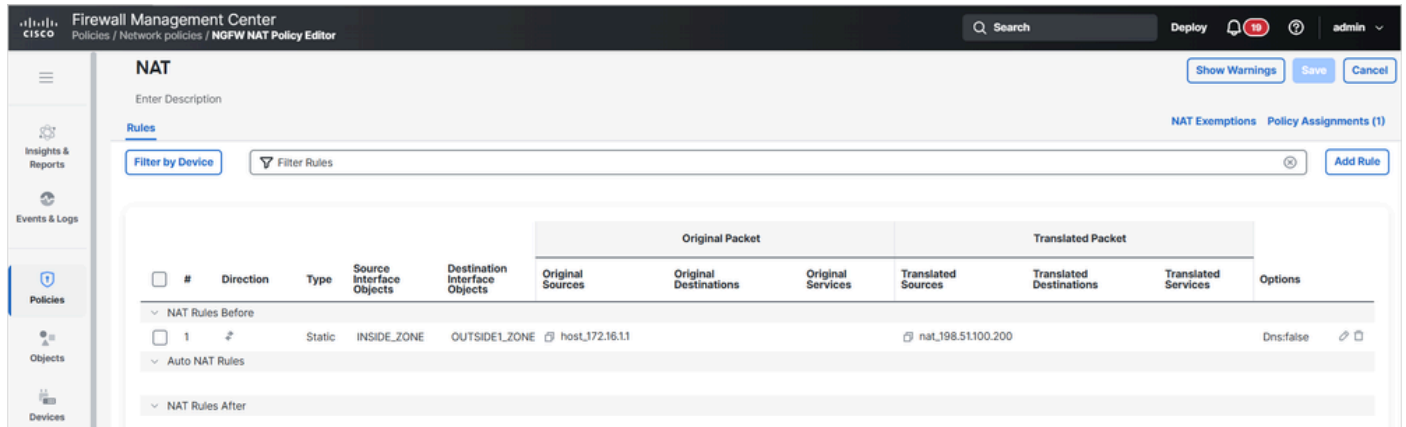 CISCO Firewall Management Center Search Deploy 19 admin
Policies / Network policies / NGFW NAT Policy Editor
NAT Show Warnings Save Cancel
Enter Description
Rules NAT Exemptions Policy Assignments (1)
Filter by Device Filter Rules Add Rule
Insights &
Reports
Events & Logs
Policies
Objects
Devices
Original Packet Translated Packet
# Direction Type Source Interface Objects Destination Interface Objects Original Sources Original Destinations Original Services Translated Sources Translated Destinations Translated Services Options
NAT Rules Before
1 Static INSIDE_ZONE OUTSIDE1_ZONE host_172.16.1.1 nat_198.51.100.200 Dns:false
Auto NAT Rules
NAT Rules After